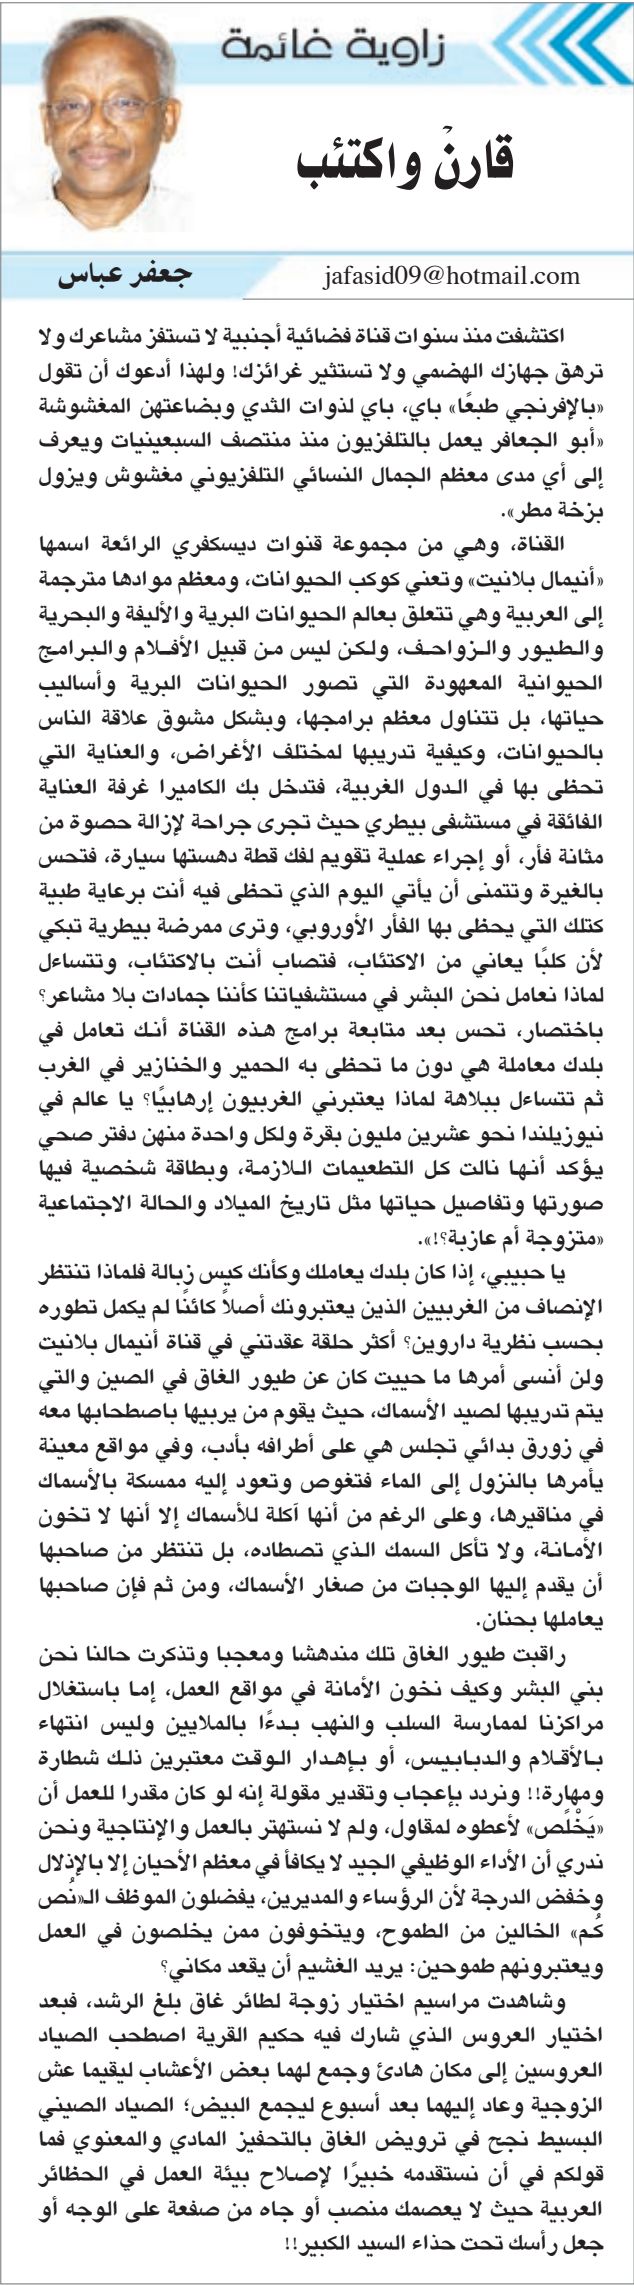 زاوية غائمة
قارنْ واكتئب
جعفر عباس
jafasid09@hotmail.com
اكتشفت منذ سنوات قناة فضائية أجنبية لا تستفز مشاعرك ولا
ترهق جهازك الهضمي ولا تستثير غرائزك! ولهذا أدعوك أن تقول
«بالإفرنجي طبعًا» باي، باي لذوات الثدي وبضاعتهن المغشوشة
«أبو الجعافر يعمل بالتلفزيون منذ منتصف السبعينيات ويعرف
إلى أي مدى معظم الجمال النسائي التلفزيوني مغشوش ويزول
بزخة مطر».
القناة، وهي من مجموعة قنوات ديسكفري الرائعة اسمها
«أنيمال بلانيت» وتعني كوكب الحيوانات، ومعظم موادها مترجمة
إلى العربية وهي تتعلق بعالم الحيوانات البرية والأليفة والبحرية
والطيور والزواحف، ولكن ليس من قبيل الأفلام والبرامج
الحيوانية المعهودة التي تصور الحيوانات البرية وأساليب
حياتها، بل تتناول معظم برامجها، وبشكل مشوق علاقة الناس
بالحيوانات، وكيفية تدريبها لمختلف الأغراض، والعناية التي
تحظى بها في الدول الغربية، فتدخل بك الكاميرا غرفة العناية
الفائقة في مستشفى بيطري حيث تجرى جراحة لإزالة حصوة من
مثانة فأر، أو إجراء عملية تقويم لفك قطة دهستها سيارة، فتحس
بالغيرة وتتمنى أن يأتي اليوم الذي تحظى فيه أنت برعاية طبية
كتلك التي يحظى بها الفأر الأوروبي، وترى ممرضة بيطرية تبكي
لأن كلبًا يعاني من الاكتئاب، فتصاب أنت بالاكتئاب، وتتساءل
لماذا نعامل نحن البشر في مستشفياتنا كأننا جمادات بلا مشاعر؟
باختصار، تحس بعد متابعة برامج هذه القناة أنك تعامل في
بلدك معاملة هي دون ما تحظى به الحمير والخنازير في الغرب
ثم تتساءل ببلاهة لماذا يعتبرني الغربيون إرهابيًا؟ يا عالم في
نيوزيلندا نحو عشرين مليون بقرة ولكل واحدة منهن دفتر صحي
يؤكد أنها نالت كل التطعيمات اللازمة، وبطاقة شخصية فيها
صورتها وتفاصيل حياتها مثل تاريخ الميلاد والحالة الاجتماعية
«متزوجة أم عازبة؟!».
يا حبيبي، إذا كان بلدك يعاملك وكأنك كيس زبالة فلماذا تنتظر
الإنصاف من الغربيين الذين يعتبرونك أصلاً كائنًا لم يكمل تطوره
بحسب نظرية داروين؟ أكثر حلقة عقدتني في قناة أنيمال بلانيت
ولن أنسى أمرها ما حييت كان عن طيور الغاق في الصين والتي
يتم تدريبها لصيد الأسماك، حيث يقوم من يربيها باصطحابها معه
في زورق بدائي تجلس هي على أطرافه بأدب، وفي مواقع معينة
يأمرها بالنزول إلى الماء فتغوص وتعود إليه ممسكة بالأسماك
في مناقيرها، وعلى الرغم من أنها آكلة للأسماك إلا أنها لا تخون
الأمانة، ولا تأكل السمك الذي تصطاده، بل تنتظر من صاحبها
أن يقدم إليها الوجبات من صغار الأسماك، ومن ثم فإن صاحبها
يعاملها بحنان.
راقبت طيور الغاق تلك مندهشا ومعجبا وتذكرت حالنا نحن
بني البشر وكيف نخون الأمانة في مواقع العمل، إما باستغلال
مراكزنا لممارسة السلب والنهب بدءًا بالملايين وليس انتهاء
بالأقلام والدبابيس، أو بإهدار الوقت معتبرين ذلك شطارة
ومهارة!! ونردد بإعجاب وتقدير مقولة إنه لو كان مقدرا للعمل أن
«يَخْلَص» لأعطوه لمقاول، ولم لا نستهتر بالعمل والإنتاجية ونحن
ندري أن الأداء الوظيفي الجيد لا يكافأ في معظم الأحيان إلا بالإذلال
وخفض الدرجة لأن الرؤساء والمديرين، يفضلون الموظف الـ«نُص
كُم» الخالين من الطموح، ويتخوفون ممن يخلصون في العمل
ويعتبرونهم طموحين: يريد الغشيم أن يقعد مكاني؟
وشاهدت مراسيم اختيار زوجة لطائر غاق بلغ الرشد، فبعد
اختيار العروس الذي شارك فيه حكيم القرية اصطحب الصياد
العروسين إلى مكان هادئ وجمع لهما بعض الأعشاب ليقيما عش
الزوجية وعاد إليهما بعد أسبوع ليجمع البيض؛ الصياد الصيني
البسيط نجح في ترويض الغاق بالتحفيز المادي والمعنوي فما
قولكم في أن نستقدمه خبيرًا لإصلاح بيئة العمل في الحظائر
العربية حيث لا يعصمك منصب أو جاه من صفعة على الوجه أو
جعل رأسك تحت حذاء السيد الكبير!!